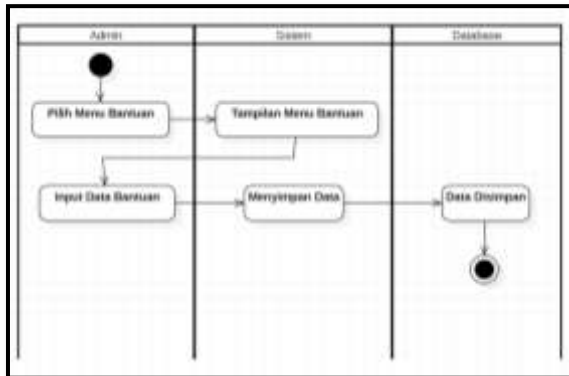 Admin
Sistem
Database
Pilih Menu Bantuan
Tampilan Menu Bantuan
Input Data Bantuan
Menyimpan Data
Data Disimpan